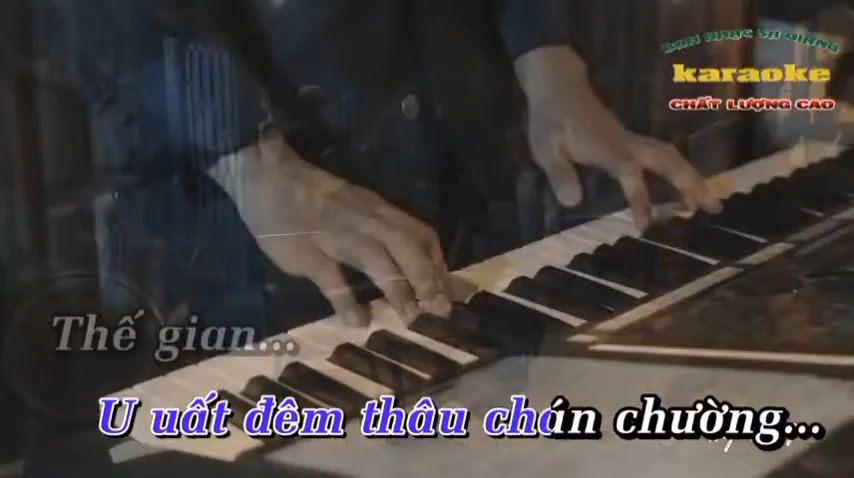 karaoke
CHẤT LƯỢNG CAO
Thế gian...
U uất đêm thâu chán chường...